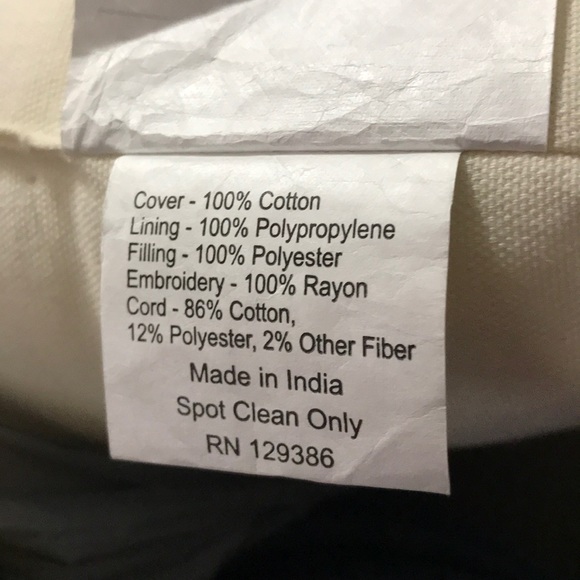 Cover - 100% Cotton
Lining - 100% Polypropylene
Filling - 100% Polyester
Embroidery - 100% Rayon
Cord - 86% Cotton,
12% Polyester, 2% Other Fiber
Made in India
Spot Clean Only
RN 129386